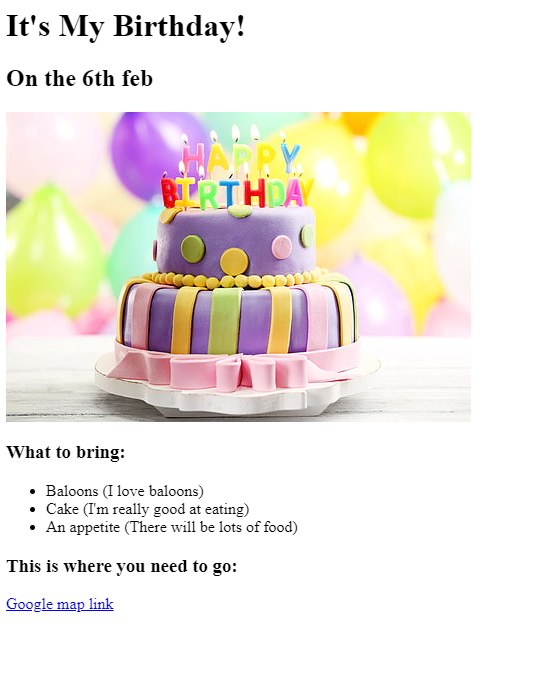 It's My Birthday!
On the 6th feb
HAPPY
BIRTHDAY
What to bring:
Baloons (I love baloons)
Cake (I'm really good at eating)
An appetite (There will be lots of food)
This is where you need to go:
Google map link